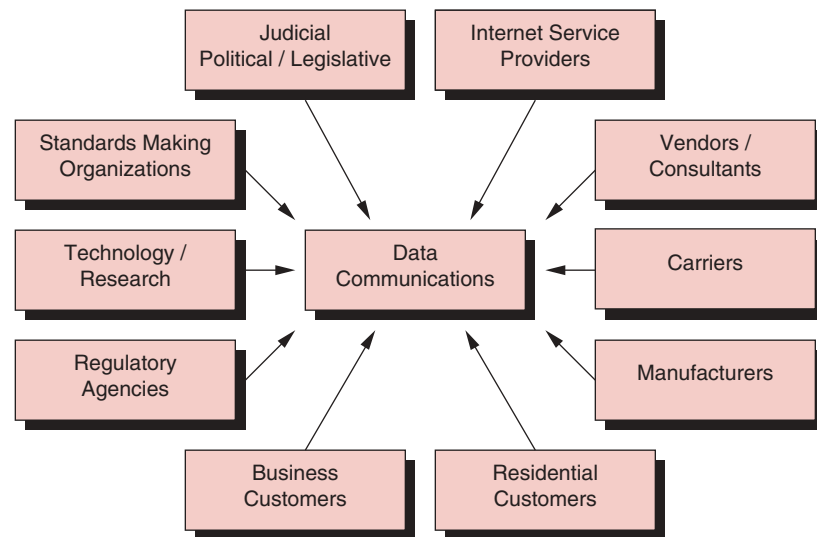 Judicial
Political / Legislative
Internet Service
Providers
Standards Making
Organizations
Vendors /
Consultants
Technology /
Research
Data
Communications
Carriers
Regulatory
Agencies
Manufacturers
Business
Customers
Residential
Customers